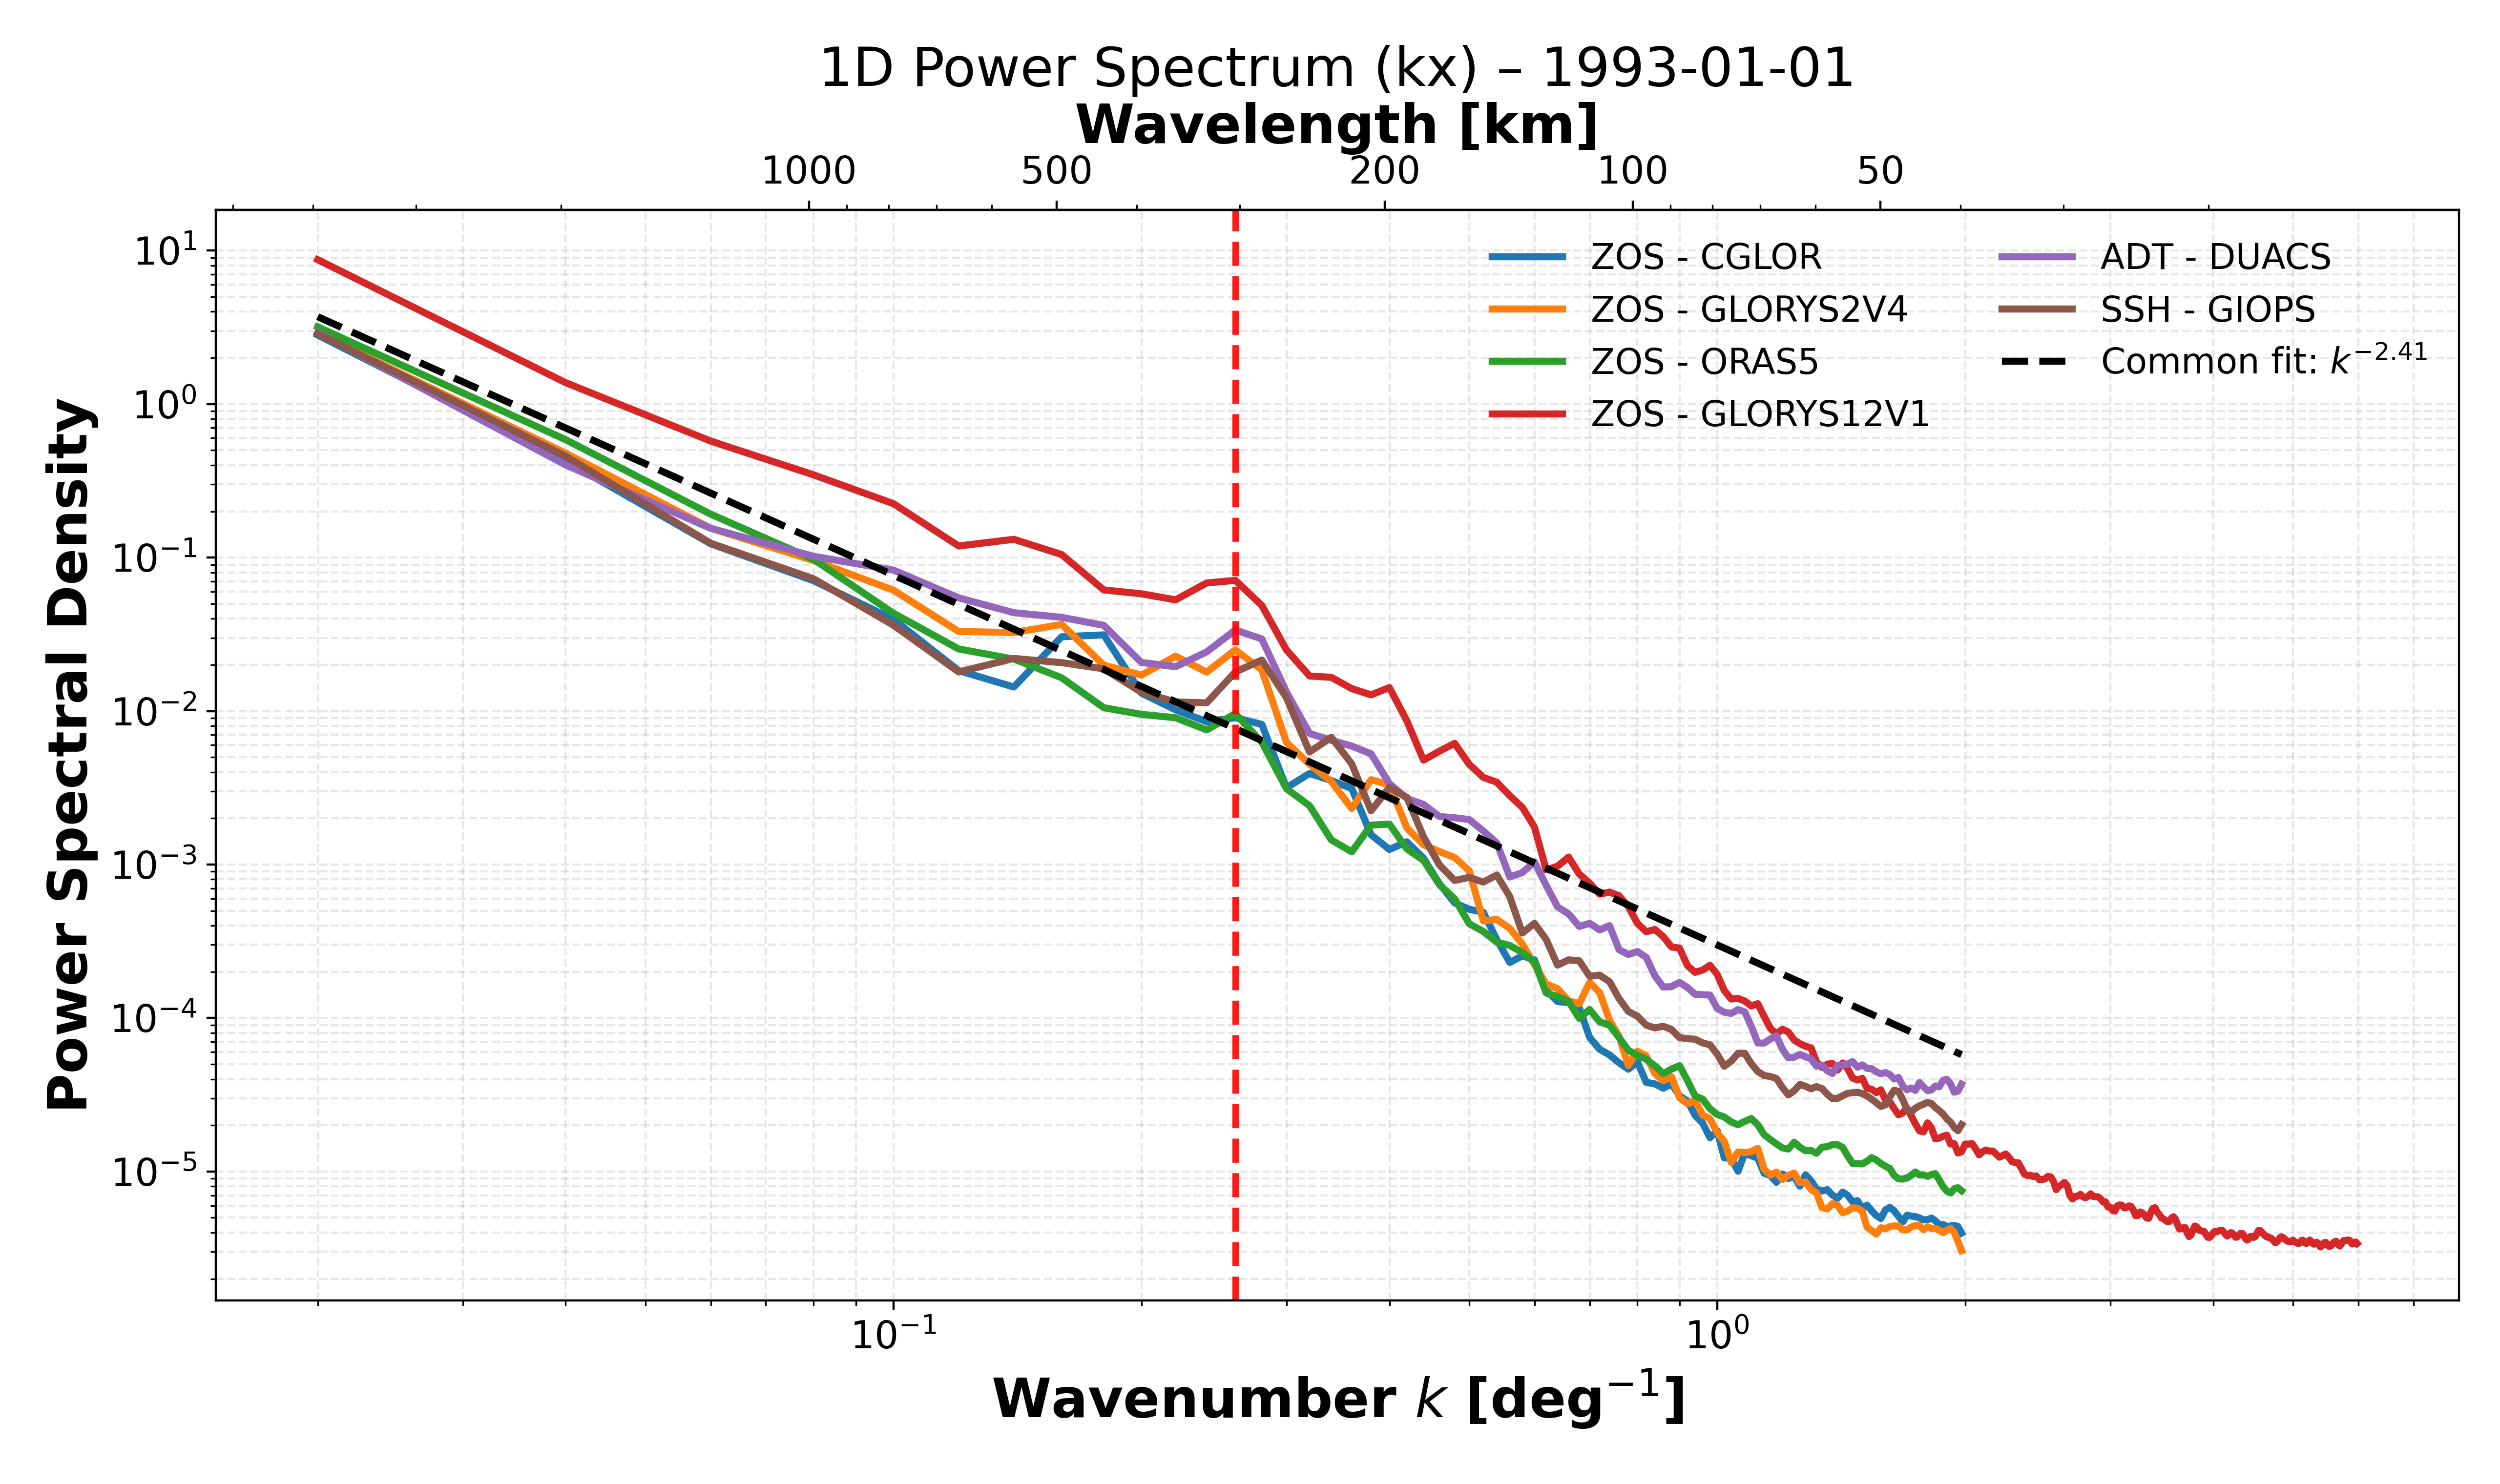 1D Power Spectrum (kx) – 1993-01-01
Wavelength [km]
1000 500 200 100 50
ZOS - CGLOR
ZOS - GLORYS2V4
ZOS - ORAS5
ZOS - GLORYS12V1
ADT - DUACS
SSH - GIOPS
Common fit: k⁻²·⁴¹
Power Spectral Density
10¹
10⁰
10⁻¹
10⁻²
10⁻³
10⁻⁴
10⁻⁵
10⁻¹ 10⁰
Wavenumber k [deg⁻¹]